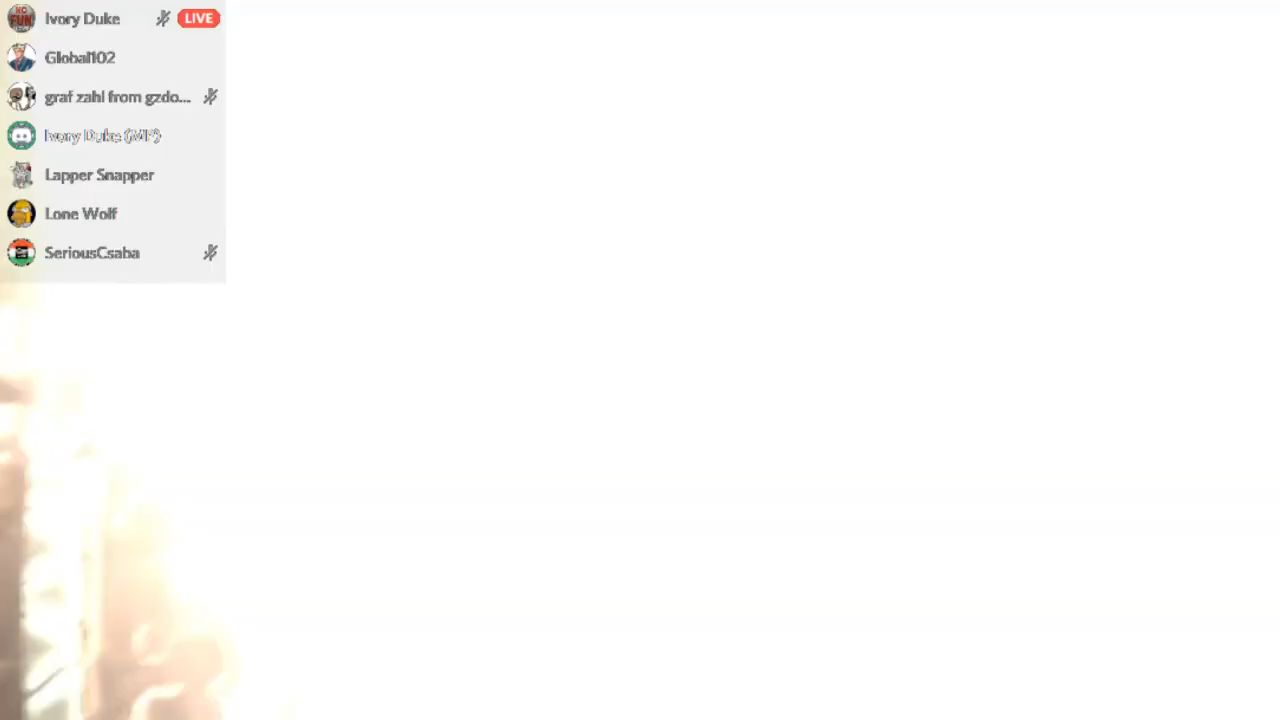 Ivory Duke LIVE
Global102
graf zahl from gzdo...
Ivory Duke (MP)
Lapper Snapper
Lone Wolf
SeriousCsaba